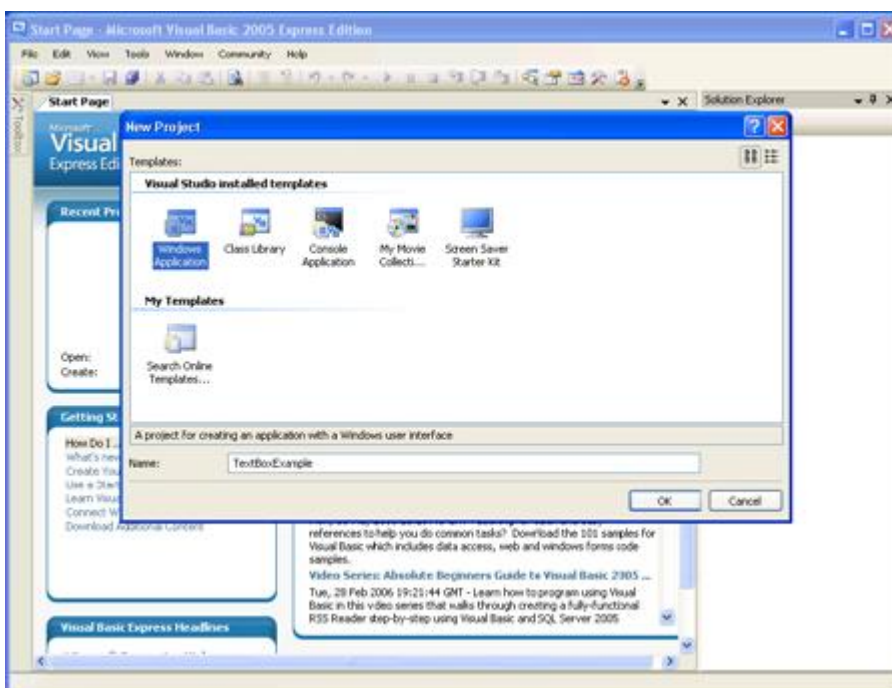 Start Page - Microsoft Visual Basic 2005 Express Edition
File Edit View Tools Window Community Help
Toolbox
Start Page
Solution Explorer
Microsoft
Visual
Express Edi
New Project
Templates:
Visual Studio installed templates
Windows Application
Class Library
Console Application
My Movie Collecti...
Screen Saver Starter Kit
My Templates
Search Online Templates...
A project for creating an application with a Windows user interface
Name: TextBoxExample
OK Cancel
Recent Pro
Open:
Create:
Getting St
How Do I ...
What's new
Create You
Use a Start
Learn Visua
Connect W
Download Additional Content
references to help you do common tasks? Download the 101 samples for
Visual Basic which includes data access, web and windows forms code
samples.
Video Series: Absolute Beginners Guide to Visual Basic 2005 ...
Tue, 28 Feb 2006 19:21:44 GMT - Learn how to program using Visual
Basic in this video series that walks through creating a fully-functional
RSS Reader step-by-step using Visual Basic and SQL Server 2005
Visual Basic Express Headlines